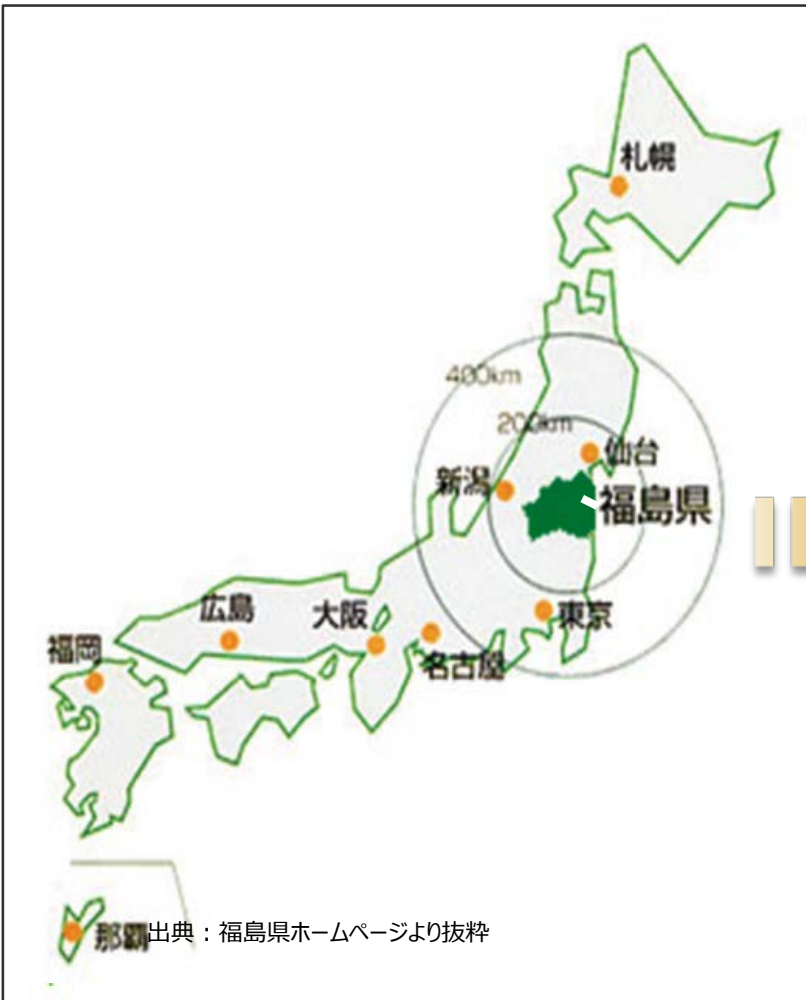 札幌
400km
200km
仙台
新潟
福島県
広島
大阪
東京
福岡
名古屋
那覇
出典：福島県ホームページより抜粋